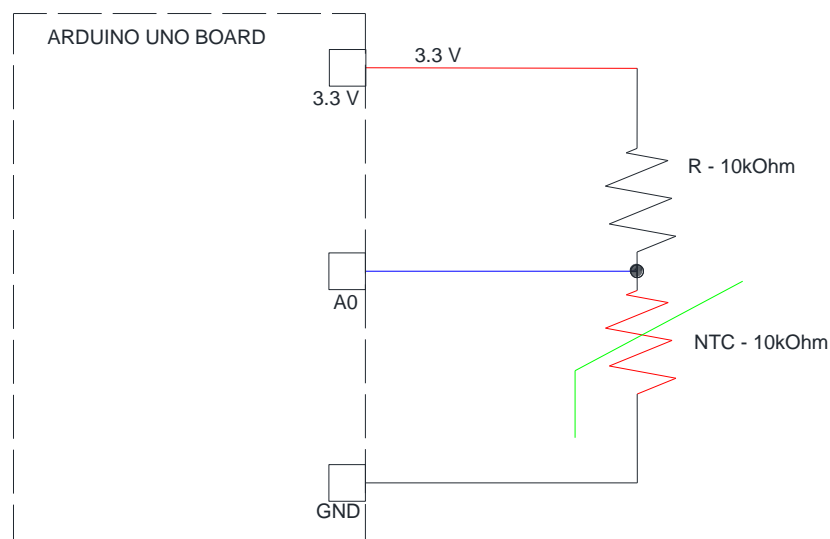 ARDUINO UNO BOARD
3.3 V
3.3 V
R - 10kOhm
A0
NTC - 10kOhm
GND